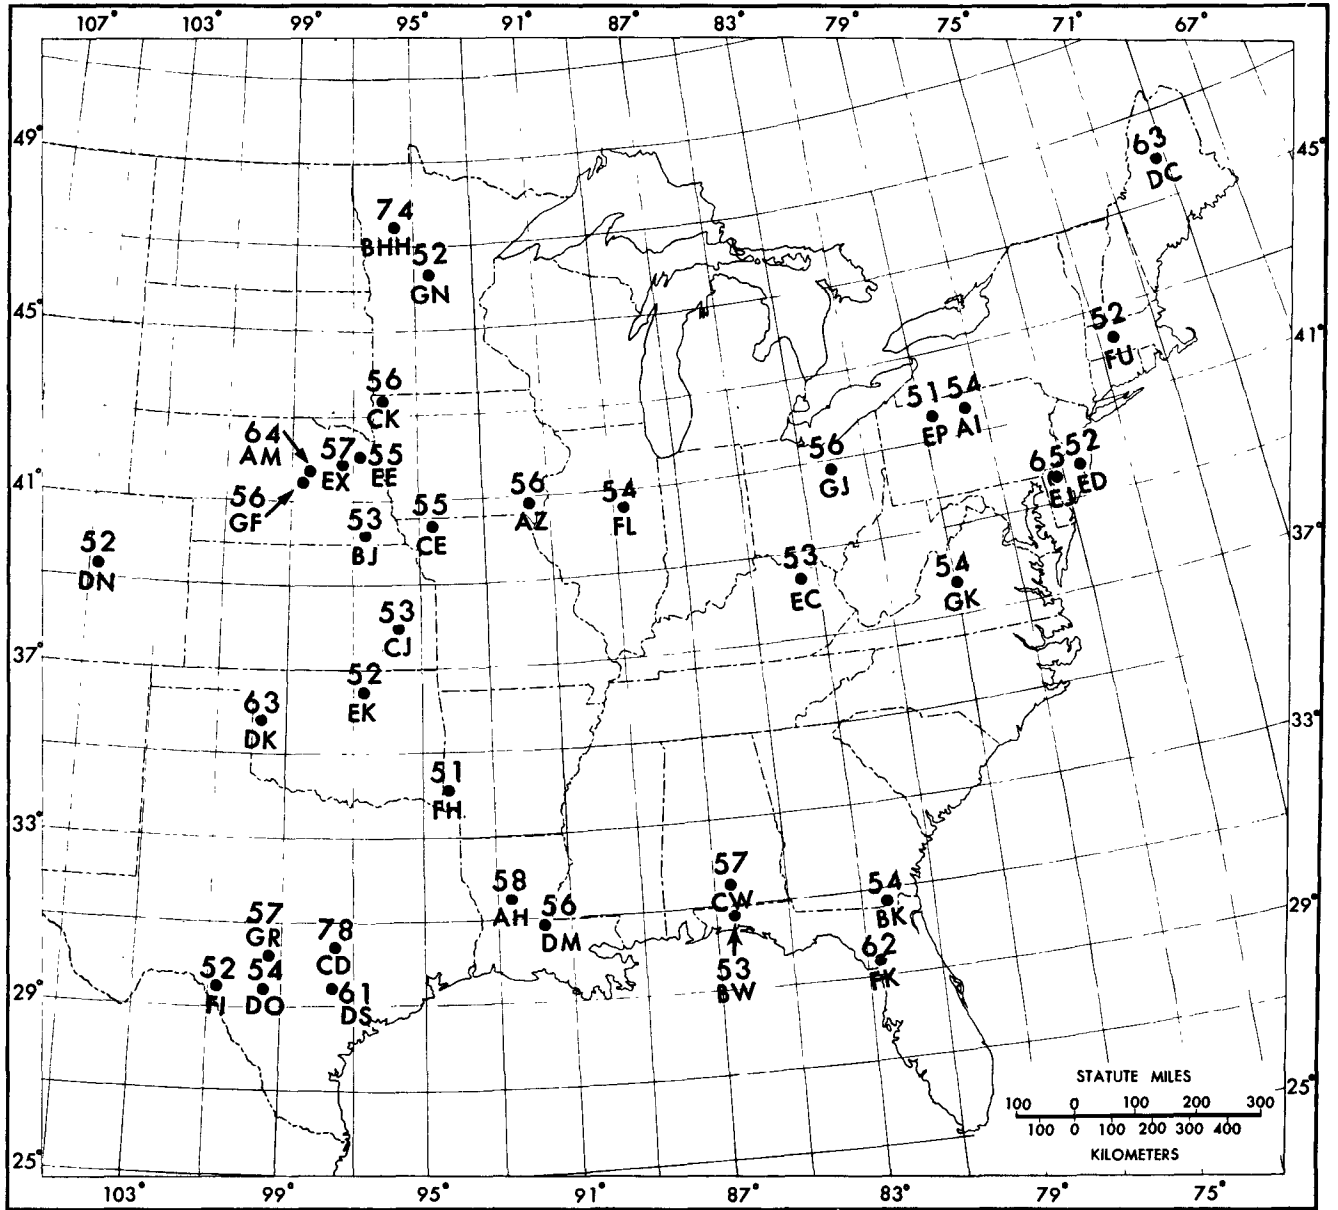 107° 103° 99° 95° 91° 87° 79° 75° 71° 67°
49°
45°
63
DC
74
BHH
52
GN
45°
41°
52
FU
56
CK
51 54
EP AI
64
AM
57
EX
55
EE
56
GJ
65
EJ
52
ED
41°
56
GF
56
AZ
54
FL
53
BJ
55
CE
37°
52
DN
53
EC
54
GK
53
CJ
37°
52
EK
63
DK
33°
51
FH
33°
57
CW
58
AH
54
BK
56
DM
29°
57
GR
78
CD
62
FK
53
BW
52
FI
54
DO
61
DS
29°
STATUTE MILES
100 0 100 200 300
100 0 100 200 300 400
KILOMETERS
25°
25°
103° 99° 95° 91° 87° 83° 79° 75°